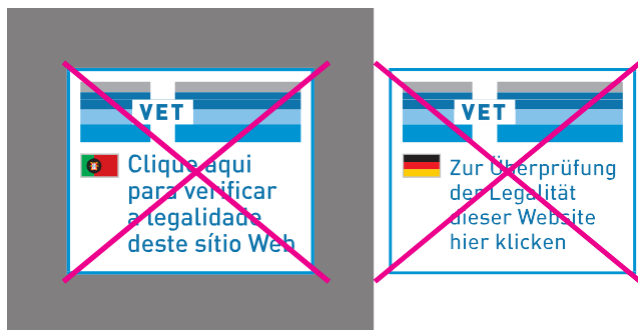 VET
Clique aqui
para verificar
a legalidade
deste sítio Web
VET
Zur Überprüfung
der Legalität
dieser Website
hier klicken